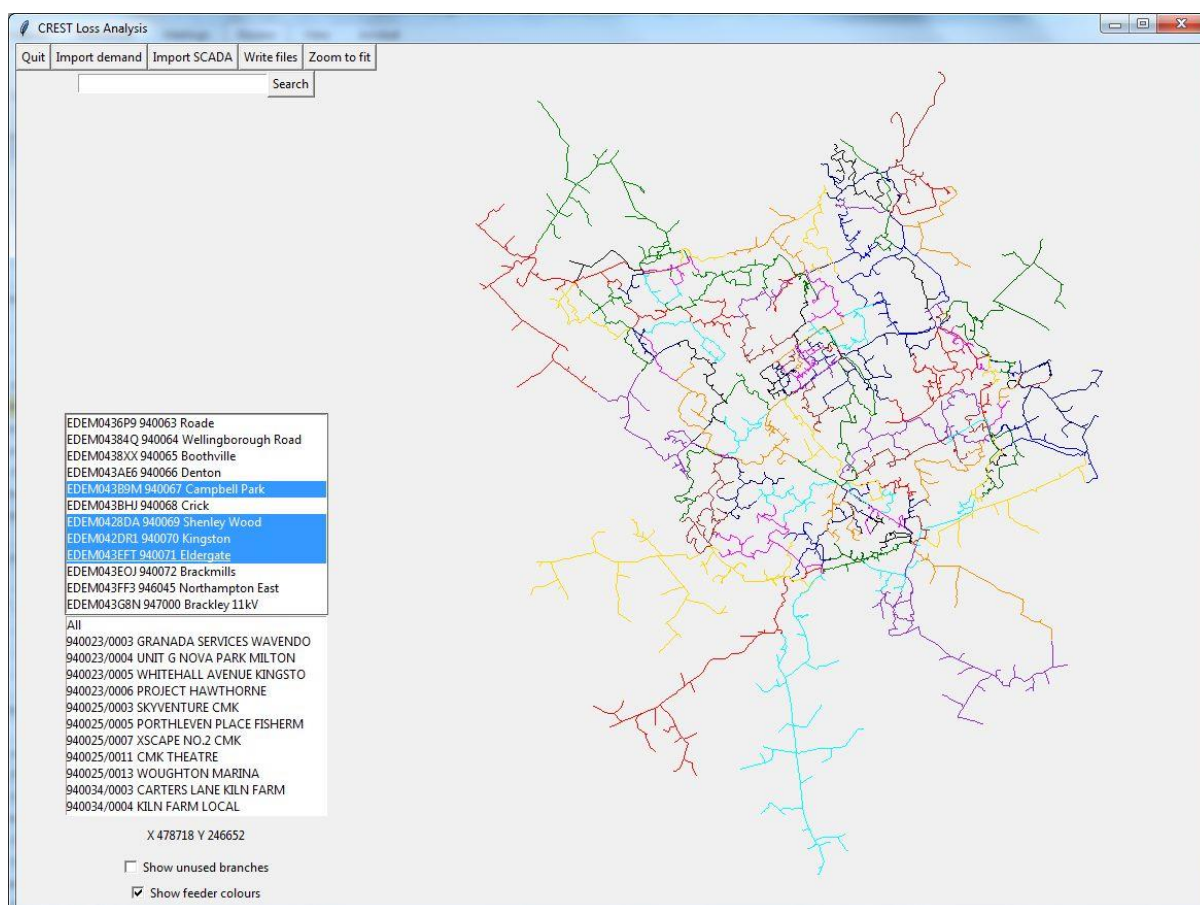 CREST Loss Analysis
Quit Import demand Import SCADA Write files Zoom to fit
Search
EDEM0436P9 940063 Roade
EDEM04384Q 940064 Wellingborough Road
EDEM0438XX 940065 Boothville
EDEM043AE6 940066 Denton
EDEM043B9M 940067 Campbell Park
EDEM043BHJ 940068 Crick
EDEM0428DA 940069 Shenley Wood
EDEM042DR1 940070 Kingston
EDEM043EFT 940071 Eldergate
EDEM043EOJ 940072 Brackmills
EDEM043FF3 946045 Northampton East
EDEM043G8N 947000 Brackley 11kV
All
940023/0003 GRANADA SERVICES WAVENDO
940023/0004 UNIT G NOVA PARK MILTON
940023/0005 WHITEHALL AVENUE KINGSTO
940023/0006 PROJECT HAWTHORNE
940025/0003 SKYVENTURE CMK
940025/0005 PORTHLEVEN PLACE FISHERM
940025/0007 XSCAPE NO.2 CMK
940025/0011 CMK THEATRE
940025/0013 WOUGHTON MARINA
940034/0003 CARTERS LANE KILN FARM
940034/0004 KILN FARM LOCAL
X 478718 Y 246652
Show unused branches
Show feeder colours